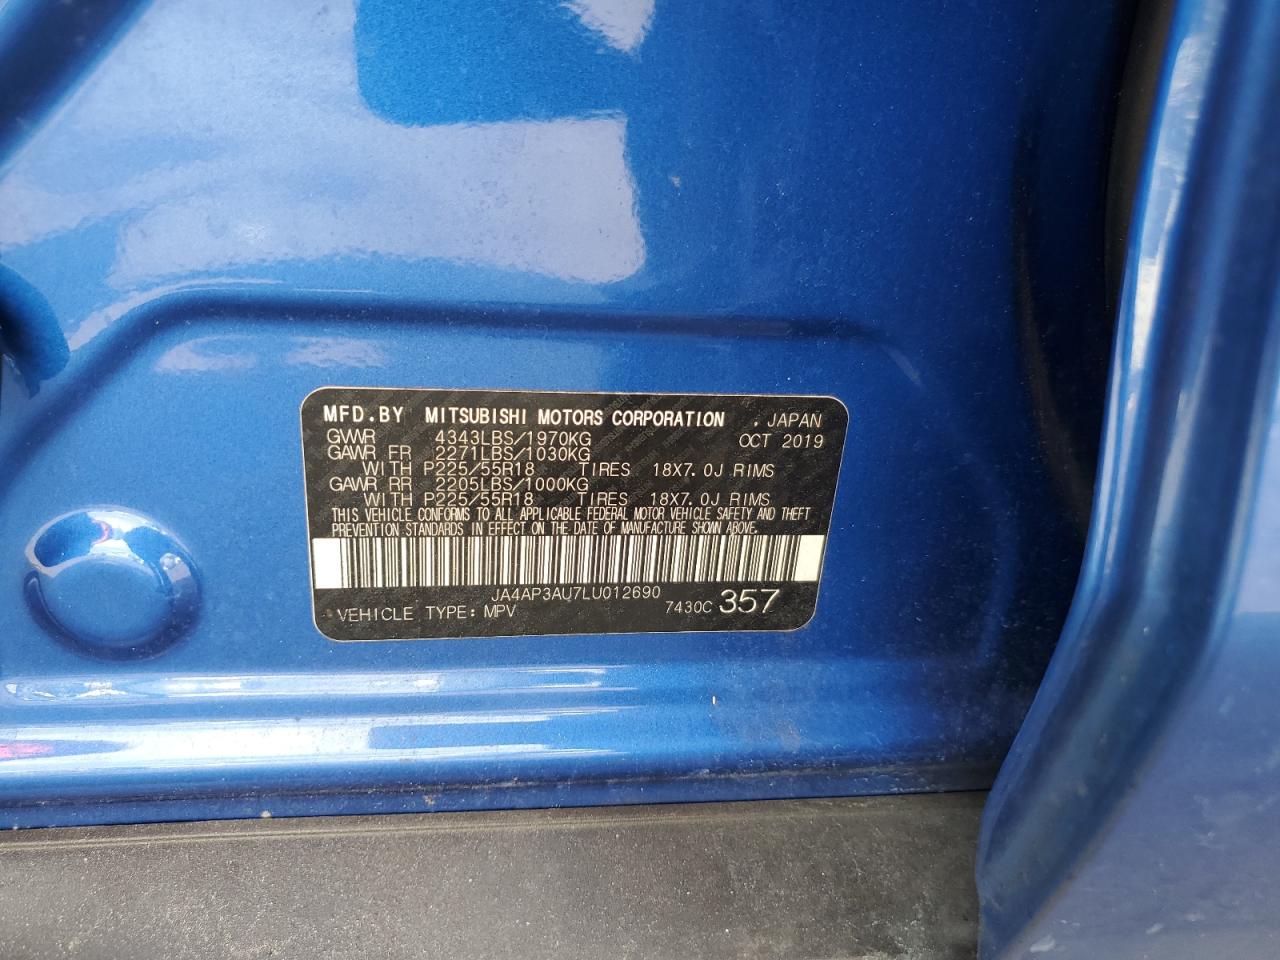 MFD.BY MITSUBISHI MOTORS CORPORATION . JAPAN
GVWR 4343LBS/1970KG OCT 2019
GAWR FR 2271LBS/1030KG
WITH P225/55R18 TIRES 18X7.0J RIMS
GAWR RR 2205LBS/1000KG
WITH P225/55R18 TIRES 18X7.0J RIMS
THIS VEHICLE CONFORMS TO ALL APPLICABLE FEDERAL MOTOR VEHICLE SAFETY AND THEFT
PREVENTION STANDARDS IN EFFECT ON THE DATE OF MANUFACTURE SHOWN ABOVE.
JA4AP3AU7LU012690
VEHICLE TYPE: MPV 7430C 357